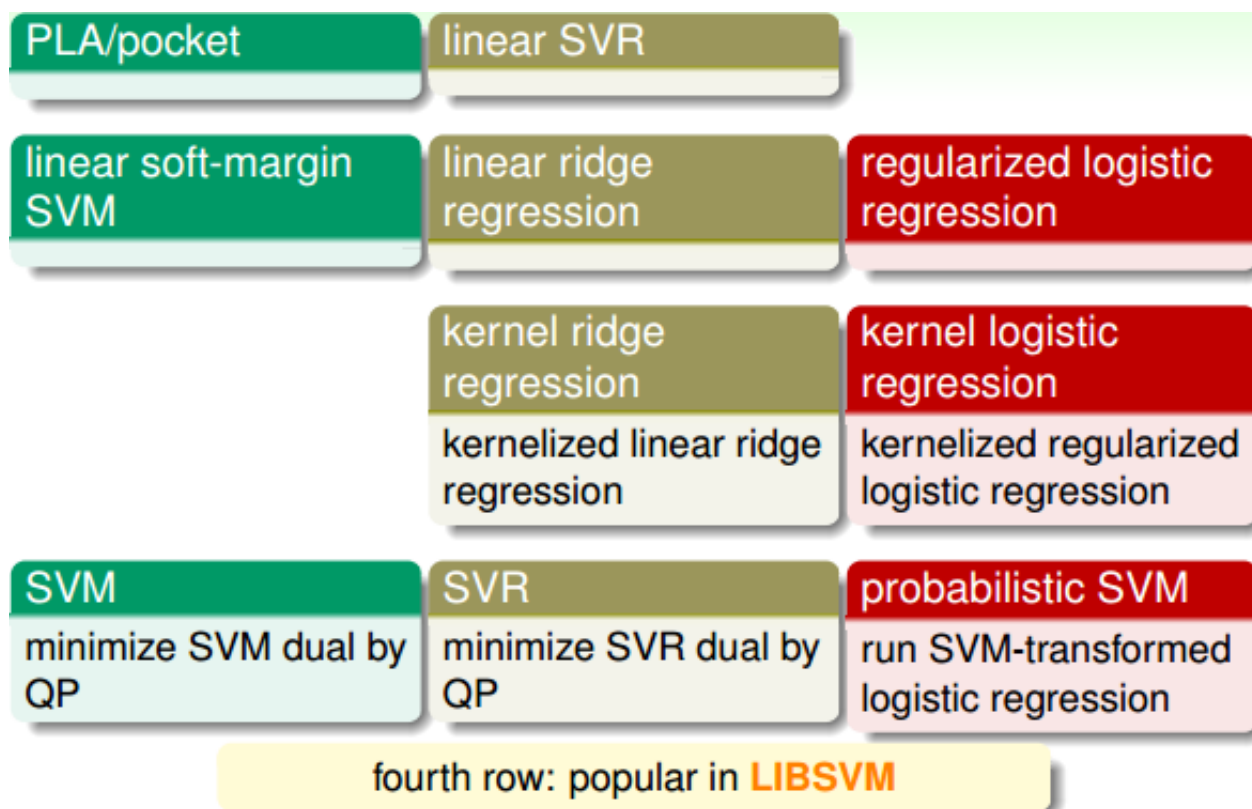 PLA/pocket
linear SVR
linear soft-margin
SVM
linear ridge
regression
regularized logistic
regression
kernel ridge
regression
kernelized linear ridge
regression
kernel logistic
regression
kernelized regularized
logistic regression
SVM
minimize SVM dual by
QP
SVR
minimize SVR dual by
QP
probabilistic SVM
run SVM-transformed
logistic regression
fourth row: popular in LIBSVM